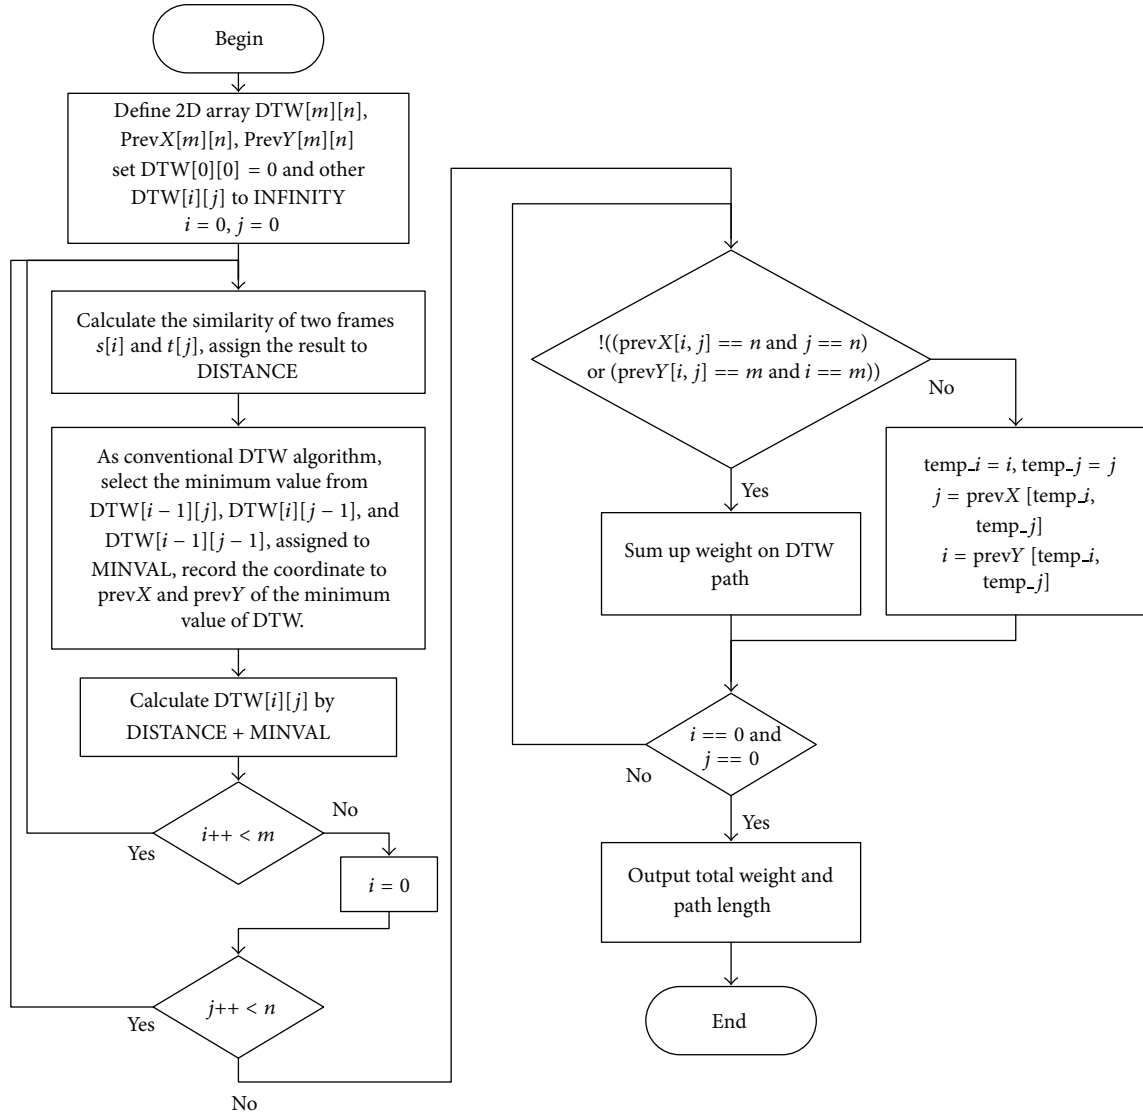 Begin
Define 2D array DTW[m][n],
PrevX[m][n], PrevY[m][n]
set DTW[0][0] = 0 and other
DTW[i][j] to INFINITY
i = 0, j = 0
Calculate the similarity of two frames
s[i] and t[j], assign the result to
DISTANCE
As conventional DTW algorithm,
select the minimum value from
DTW[i − 1][j], DTW[i][j − 1], and
DTW[i − 1][j − 1], assigned to
MINVAL, record the coordinate to
prevX and prevY of the minimum
value of DTW.
Calculate DTW[i][j] by
DISTANCE + MINVAL
i++ < m
No
Yes
i = 0
j++ < n
Yes
No
!((prevX[i, j] == n and j == n)
or (prevY[i, j] == m and i == m))
No
Yes
temp_i = i, temp_j = j
j = prevX [temp_i,
temp_j]
i = prevY [temp_i,
temp_j]
Sum up weight on DTW
path
i == 0 and
j == 0
No
Yes
Output total weight and
path length
End